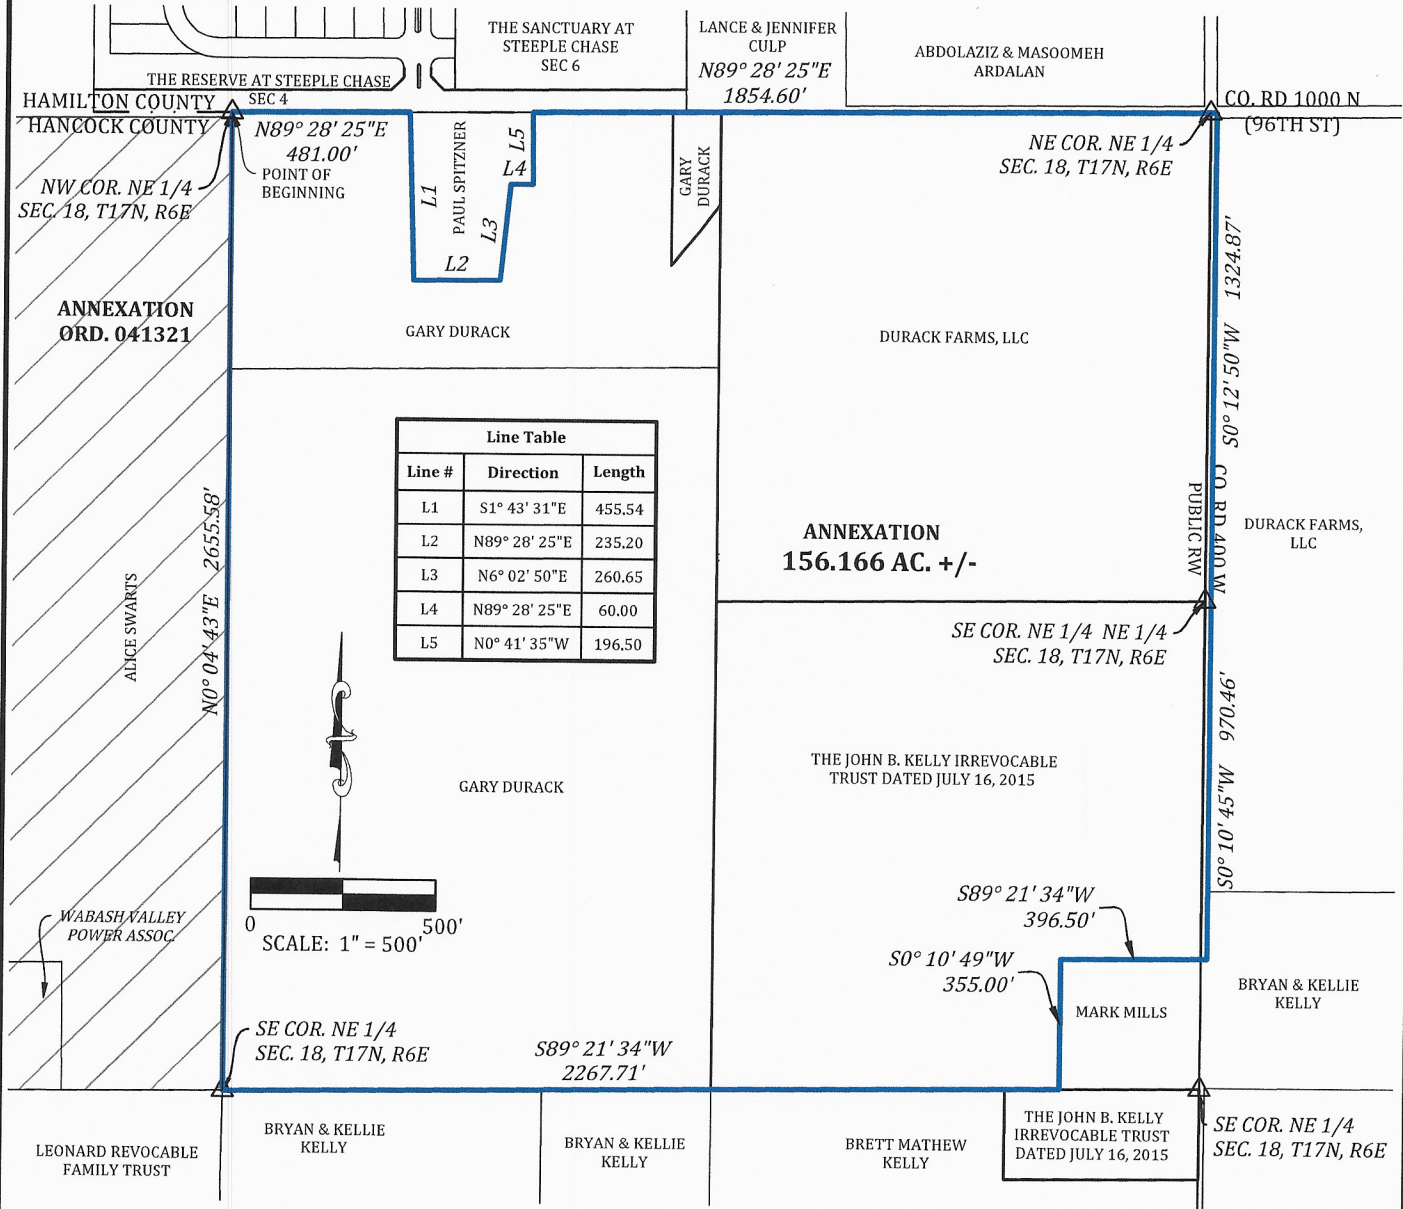 THE SANCTUARY AT
STEEPLE CHASE
SEC 6
LANCE & JENNIFER
CULP
N89° 28' 25"E
1854.60'
ABDOLAZIZ & MASOOMEH
ARDALAN
THE RESERVE AT STEEPLE CHASE
SEC 4
HAMILTON COUNTY
HANCOCK COUNTY
CO. RD 1000 N
(96TH ST)
N89° 28' 25"E
481.00'
POINT OF
BEGINNING
NW COR. NE 1/4
SEC. 18, T17N, R6E
L1
PAUL SPITZNER
L5
L4
L3
L2
GARY
DURACK
NE COR. NE 1/4
SEC. 18, T17N, R6E
S0° 12' 50"W 1324.87'
ANNEXATION
ORD. 041321
GARY DURACK
DURACK FARMS, LLC
Line Table
Line # Direction Length
L1 S1° 43' 31"E 455.54
L2 N89° 28' 25"E 235.20
L3 N6° 02' 50"E 260.65
L4 N89° 28' 25"E 60.00
L5 N0° 41' 35"W 196.50
ANNEXATION
156.166 AC. +/-
CO. RD 400 W
PUBLIC RW
DURACK FARMS,
LLC
N0° 04' 43"E 2655.58'
ALICE SWARTS
SE COR. NE 1/4 NE 1/4
SEC. 18, T17N, R6E
S0° 10' 45"W 970.46'
THE JOHN B. KELLY IRREVOCABLE
TRUST DATED JULY 16, 2015
GARY DURACK
0
500'
SCALE: 1" = 500'
WABASH VALLEY
POWER ASSOC.
S89° 21' 34"W
396.50'
S0° 10' 49"W
355.00'
MARK MILLS
BRYAN & KELLIE
KELLY
SE COR. NE 1/4
SEC. 18, T17N, R6E
S89° 21' 34"W
2267.71'
LEONARD REVOCABLE
FAMILY TRUST
BRYAN & KELLIE
KELLY
BRYAN & KELLIE
KELLY
BRETT MATHEW
KELLY
THE JOHN B. KELLY
IRREVOCABLE TRUST
DATED JULY 16, 2015
SE COR. NE 1/4
SEC. 18, T17N, R6E